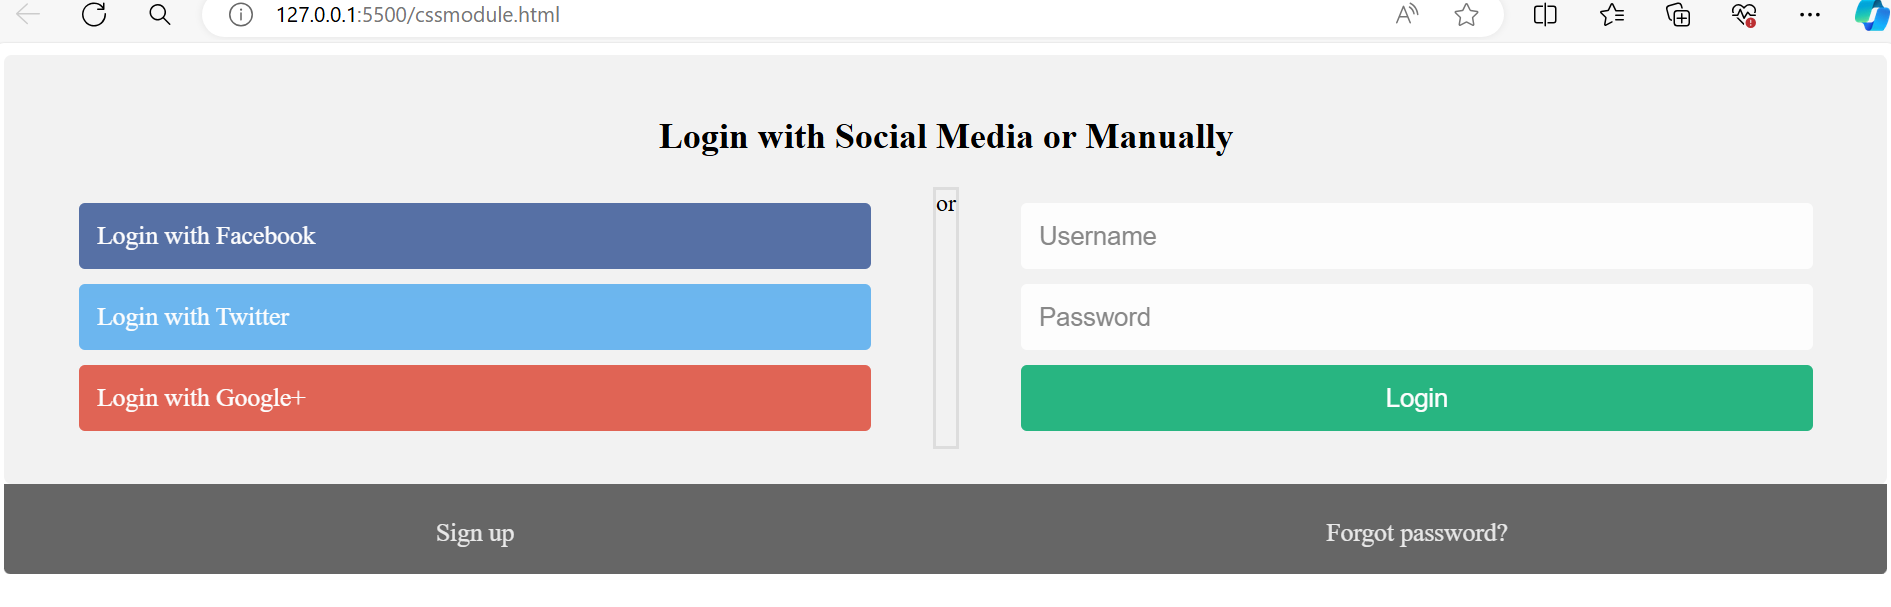 127.0.0.1:5500/cssmodule.html
Login with Social Media or Manually
Login with Facebook
Login with Twitter
Login with Google+
or
Username
Password
Login
Sign up
Forgot password?